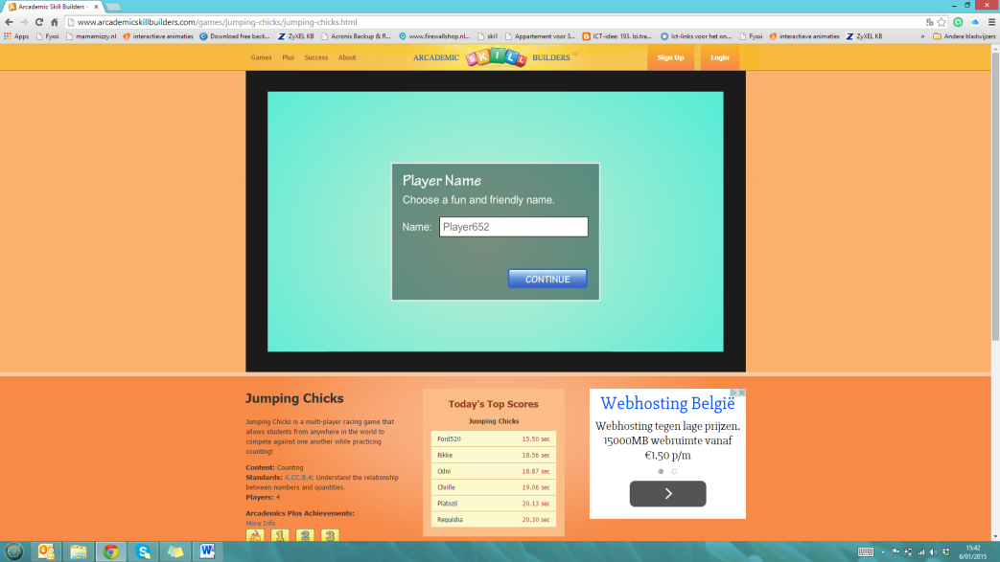 Arcademic Skill Builders -
www.arcademicskillbuilders.com/games/jumping-chicks/jumping-chicks.html
Apps Fyxxi mamamizzy.nl interactieve animaties Download free back... ZyXEL KB Acronis Backup & R... www.firewallshop.nl... ski1 Appartement voor 3... ICT-idee: 193. Izi.tra... Ict-links voor het on... Fyxxi interactieve animaties ZyXEL KB » Andere bladwijzers
Games Plus Success About ARCADEMIC SKILL BUILDERS ™ Sign Up Login
Player Name
Choose a fun and friendly name.
Name: Player652
CONTINUE
Jumping Chicks
Jumping Chicks is a multi-player racing game that
allows students from anywhere in the world to
compete against one another while practicing
counting!
Content: Counting
Standards: K.CC.B.4: Understand the relationship
between numbers and quantities.
Players: 4
Arcademics Plus Achievements:
More Info
1 2 3
Today's Top Scores
Jumping Chicks
Ford520 15.50 sec
Rikke 18.56 sec
Odni 18.87 sec
Chrille 19.06 sec
Platozil 20.13 sec
Requisha 20.30 sec
Webhosting België
Webhosting tegen lage prijzen.
15000MB webruimte vanaf
€1.50 p/m
15:42
6/01/2015